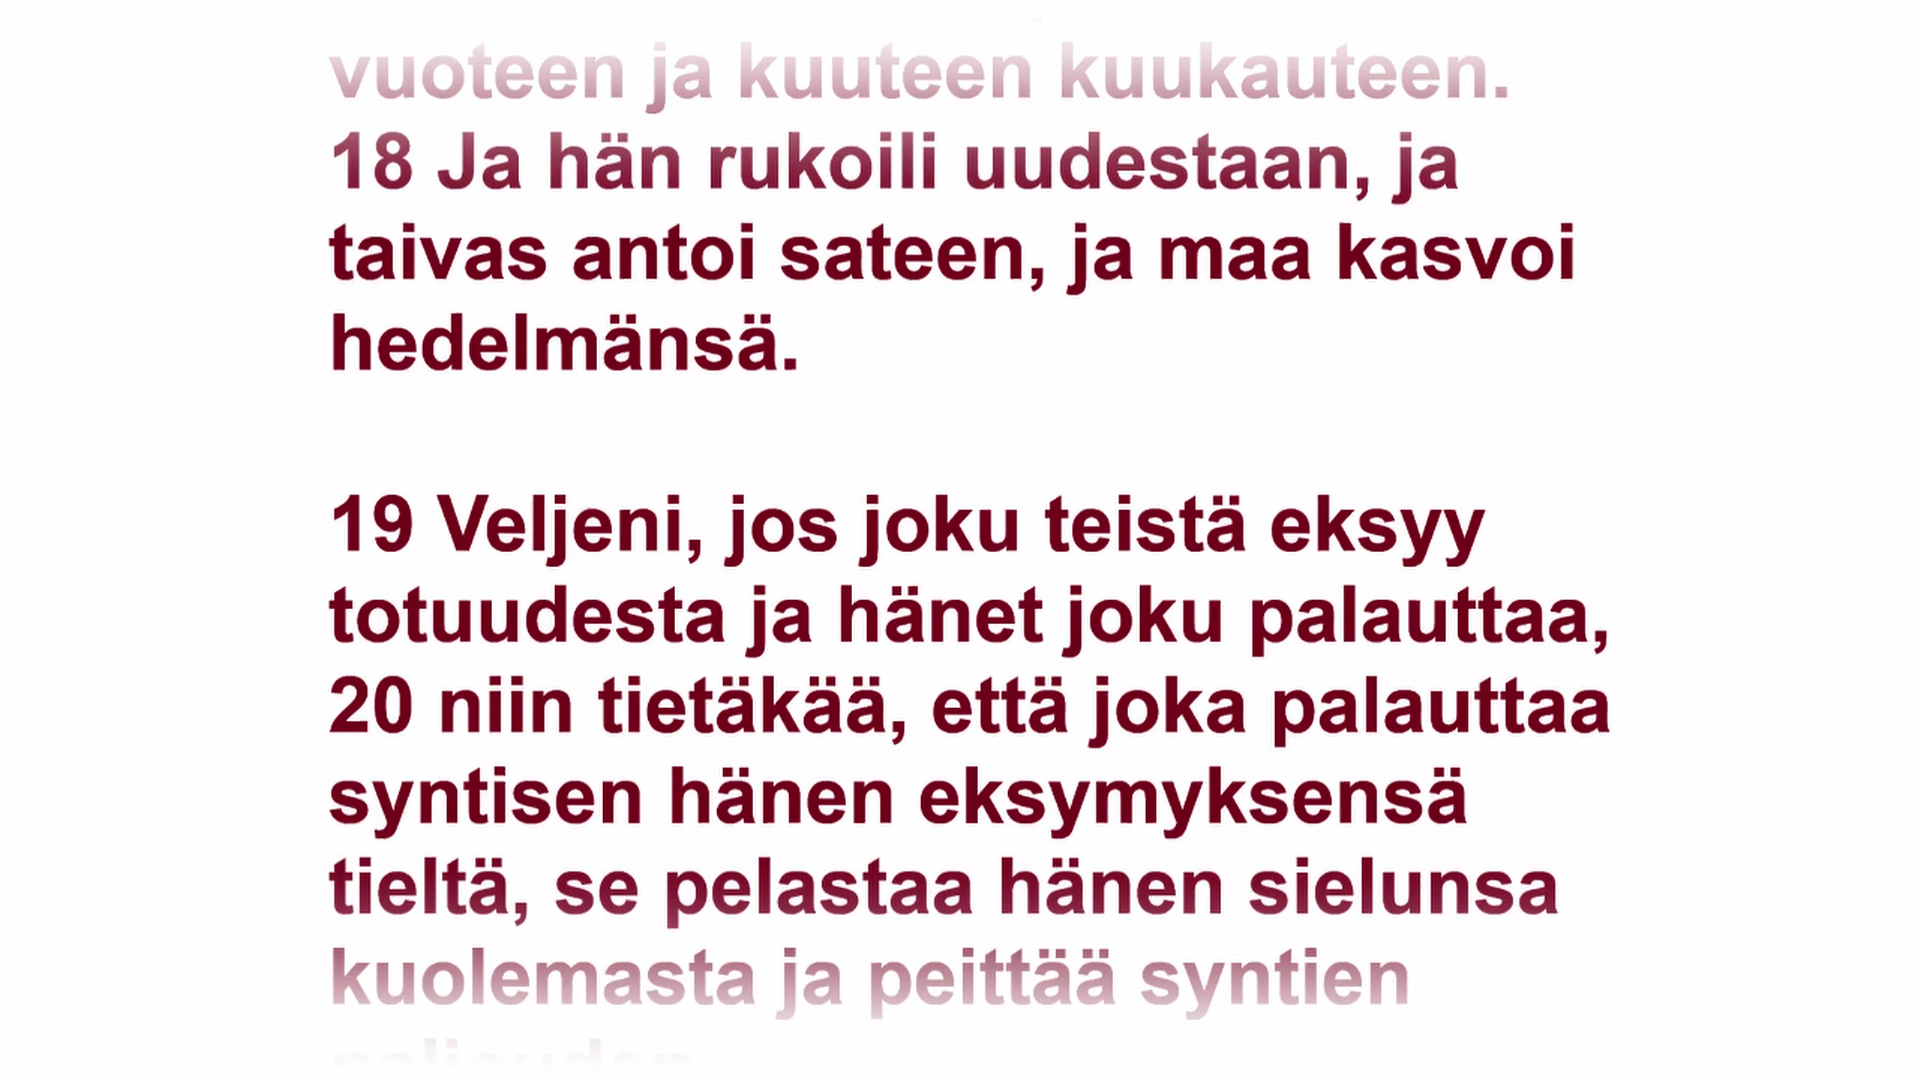 vuoteen ja kuuteen kuukauteen.
18 Ja hän rukoili uudestaan, ja
taivas antoi sateen, ja maa kasvoi
hedelmänsä.
19 Veljeni, jos joku teistä eksyy
totuudesta ja hänet joku palauttaa,
20 niin tietäkää, että joka palauttaa
syntisen hänen eksymyksensä
tieltä, se pelastaa hänen sielunsa
kuolemasta ja peittää syntien